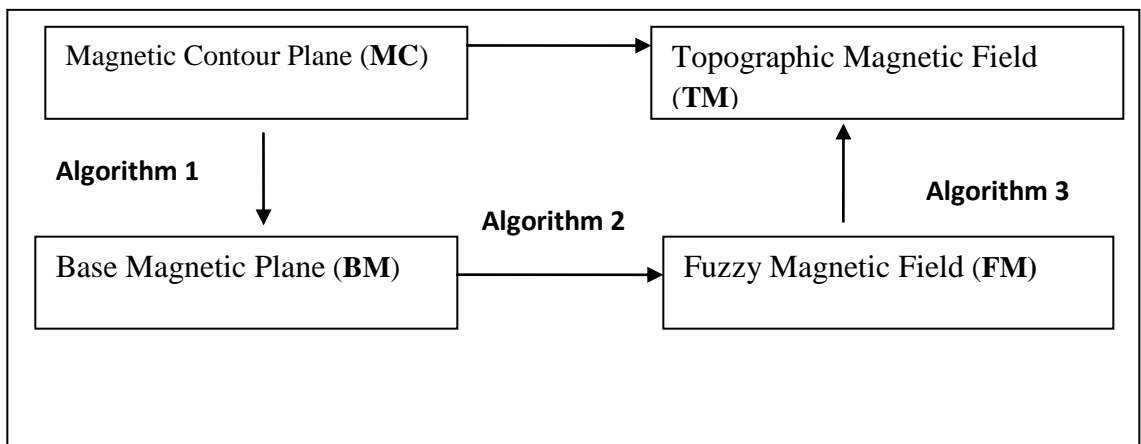 Magnetic Contour Plane (MC)
Topographic Magnetic Field
(TM)
Algorithm 1
Algorithm 2
Algorithm 3
Base Magnetic Plane (BM)
Fuzzy Magnetic Field (FM)